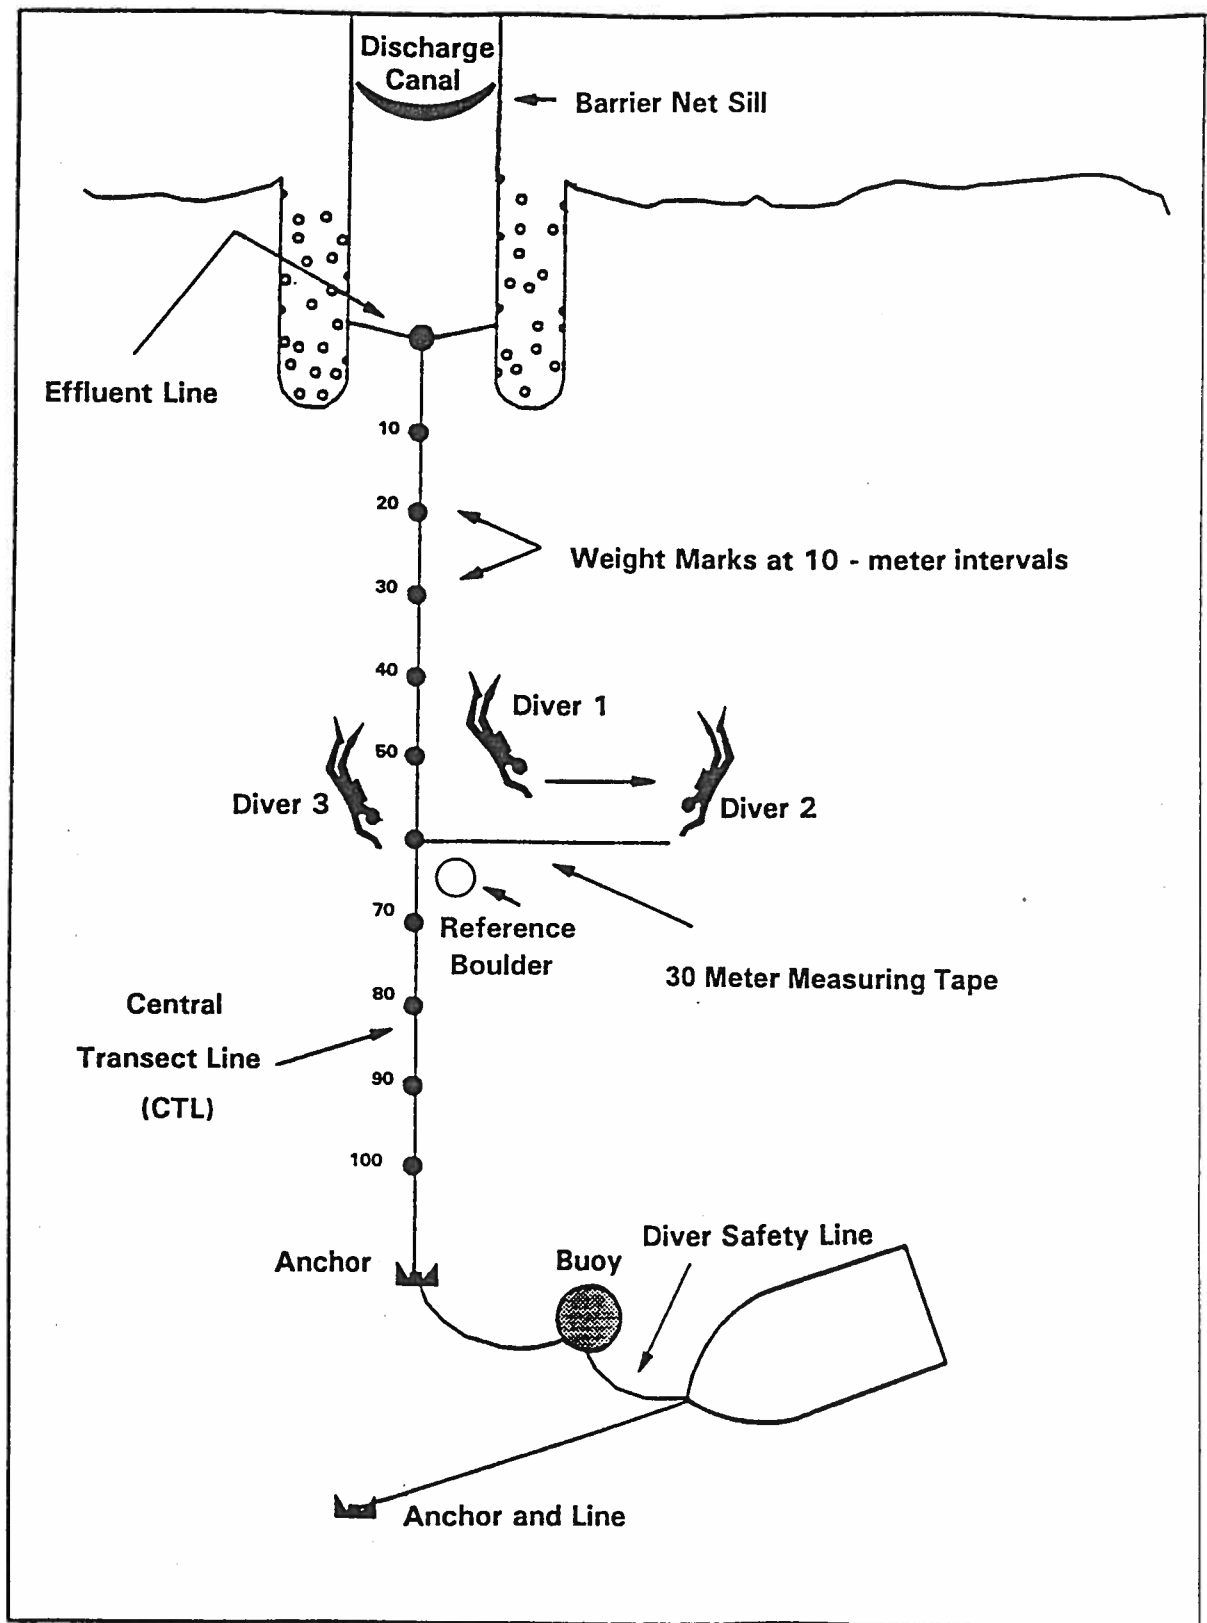 Discharge
Canal
Barrier Net Sill
Effluent Line
10
20
Weight Marks at 10 - meter intervals
30
40
Diver 1
50
Diver 3
Diver 2
70
Reference
Boulder
30 Meter Measuring Tape
80
Central
Transect Line
(CTL)
90
100
Diver Safety Line
Anchor
Buoy
Anchor and Line